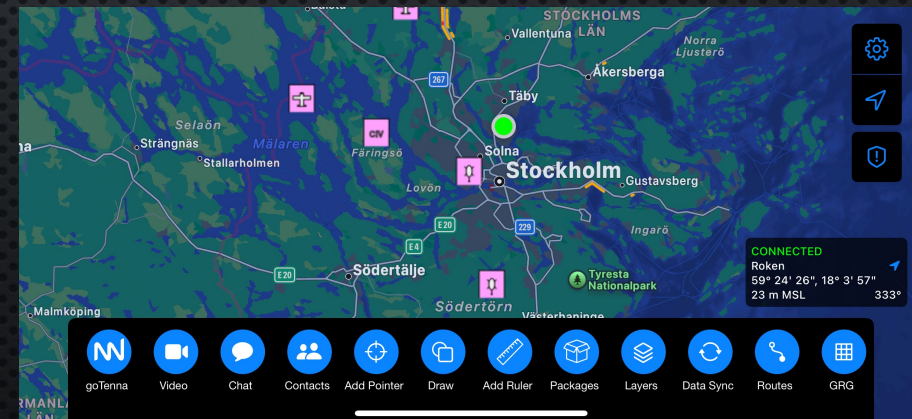 STOCKHOLMS
LÄN
Vallentuna
Norra
Ljusterö
Åkersberga
267
Täby
Selaön
Strängnäs
Mälaren
CIV
Färingsö
Solna
Stallarholmen
Stockholm
Gustavsberg
Lovön
E20
229
Ingarö
E4
E20
Södertälje
Tyresta
Nationalpark
Södertörn
Malmköping
Västerhaninge
CONNECTED
Roken
59° 24' 26", 18° 3' 57"
23 m MSL 333°
goTenna
Video
Chat
Contacts
Add Pointer
Draw
Add Ruler
Packages
Layers
Data Sync
Routes
GRG